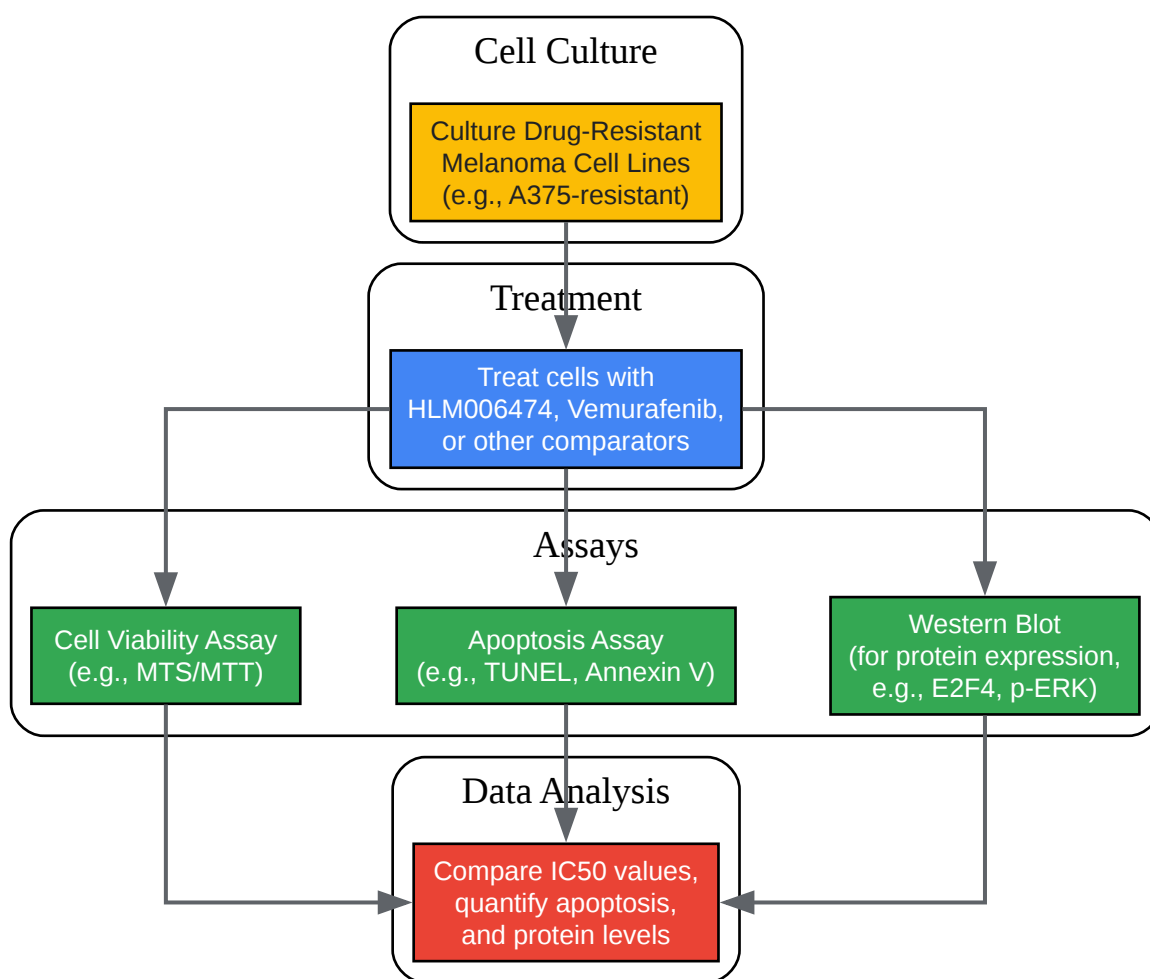 Cell Culture
Culture Drug-Resistant
Melanoma Cell Lines
(e.g., A375-resistant)
Treatment
Treat cells with
HLM006474, Vemurafenib,
or other comparators
Assays
Cell Viability Assay
(e.g., MTS/MTT)
Apoptosis Assay
(e.g., TUNEL, Annexin V)
Western Blot
(for protein expression,
e.g., E2F4, p-ERK)
Data Analysis
Compare IC50 values,
quantify apoptosis,
and protein levels